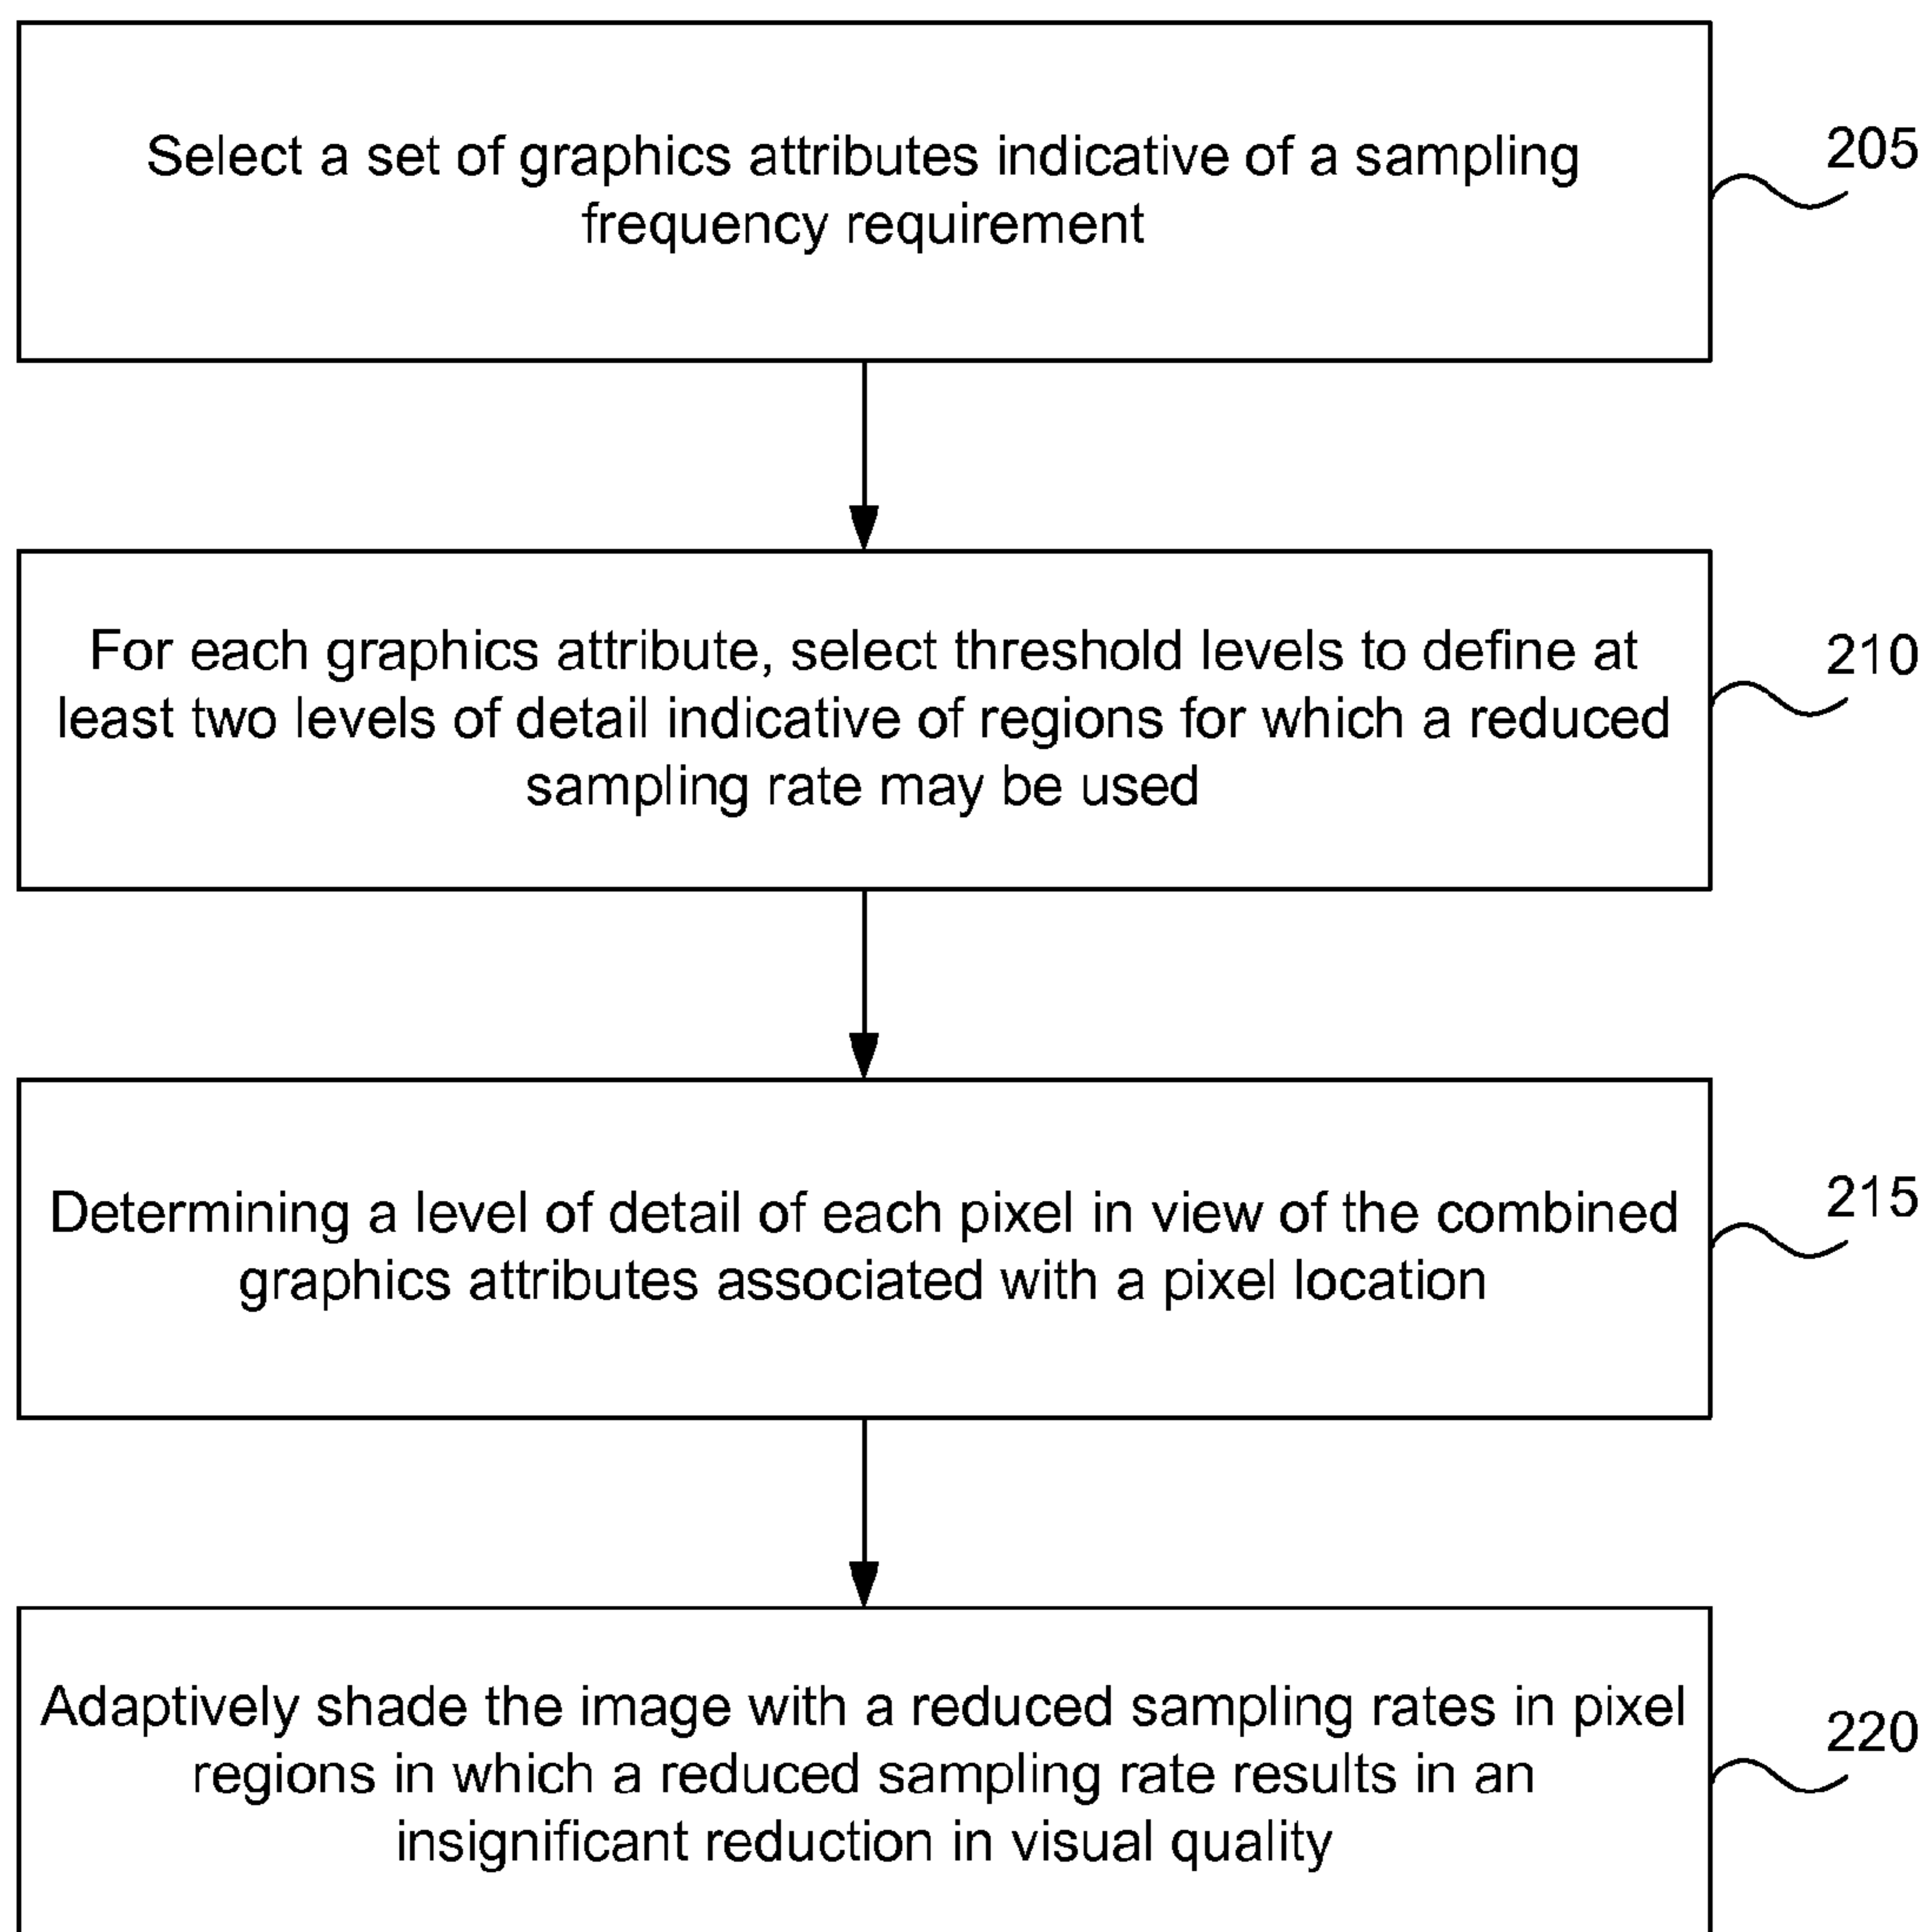 Select a set of graphics attributes indicative of a sampling
frequency requirement
205
For each graphics attribute, select threshold levels to define at
least two levels of detail indicative of regions for which a reduced
sampling rate may be used
210
Determining a level of detail of each pixel in view of the combined
graphics attributes associated with a pixel location
215
Adaptively shade the image with a reduced sampling rates in pixel
regions in which a reduced sampling rate results in an
insignificant reduction in visual quality
220